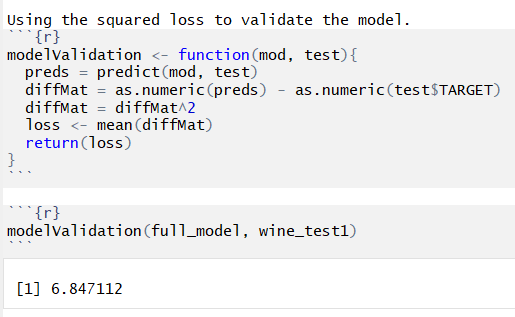 Using the squared loss to validate the model.
```{r}
modelValidation <- function(mod, test){
  preds = predict(mod, test)
  diffMat = as.numeric(preds) - as.numeric(test$TARGET)
  diffMat = diffMat^2
  loss <- mean(diffMat)
  return(loss)
}
```
```{r}
modelValidation(full_model, wine_test1)
```
[1] 6.847112